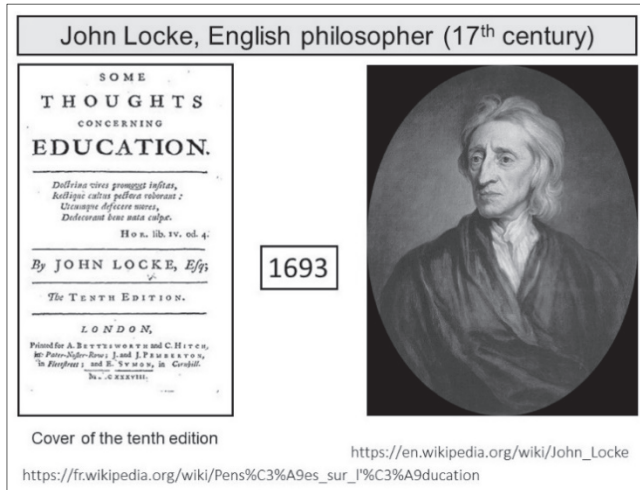 John Locke, English philosopher (17th century)
SOME
THOUGHTS
CONCERNING
EDUCATION.
Doctrina vires promovet insitas,
Rectique cultus pectora roborant:
Utcunque defecere mores,
Dedecorant bene nata culpæ.
HOR. lib. IV. od. 4.
By JOHN LOCKE, Esq;
The TENTH EDITION.
LONDON,
Printed for A. BETTESWORTH and C. HITCH,
in Pater-Noster-Row; J. and J. PEMBERTON,
in Fleetstreet; and E. SYMON, in Cornhill.
1693
Cover of the tenth edition
https://en.wikipedia.org/wiki/John_Locke
https://fr.wikipedia.org/wiki/Pens%C3%A9es_sur_l'%C3%A9ducation